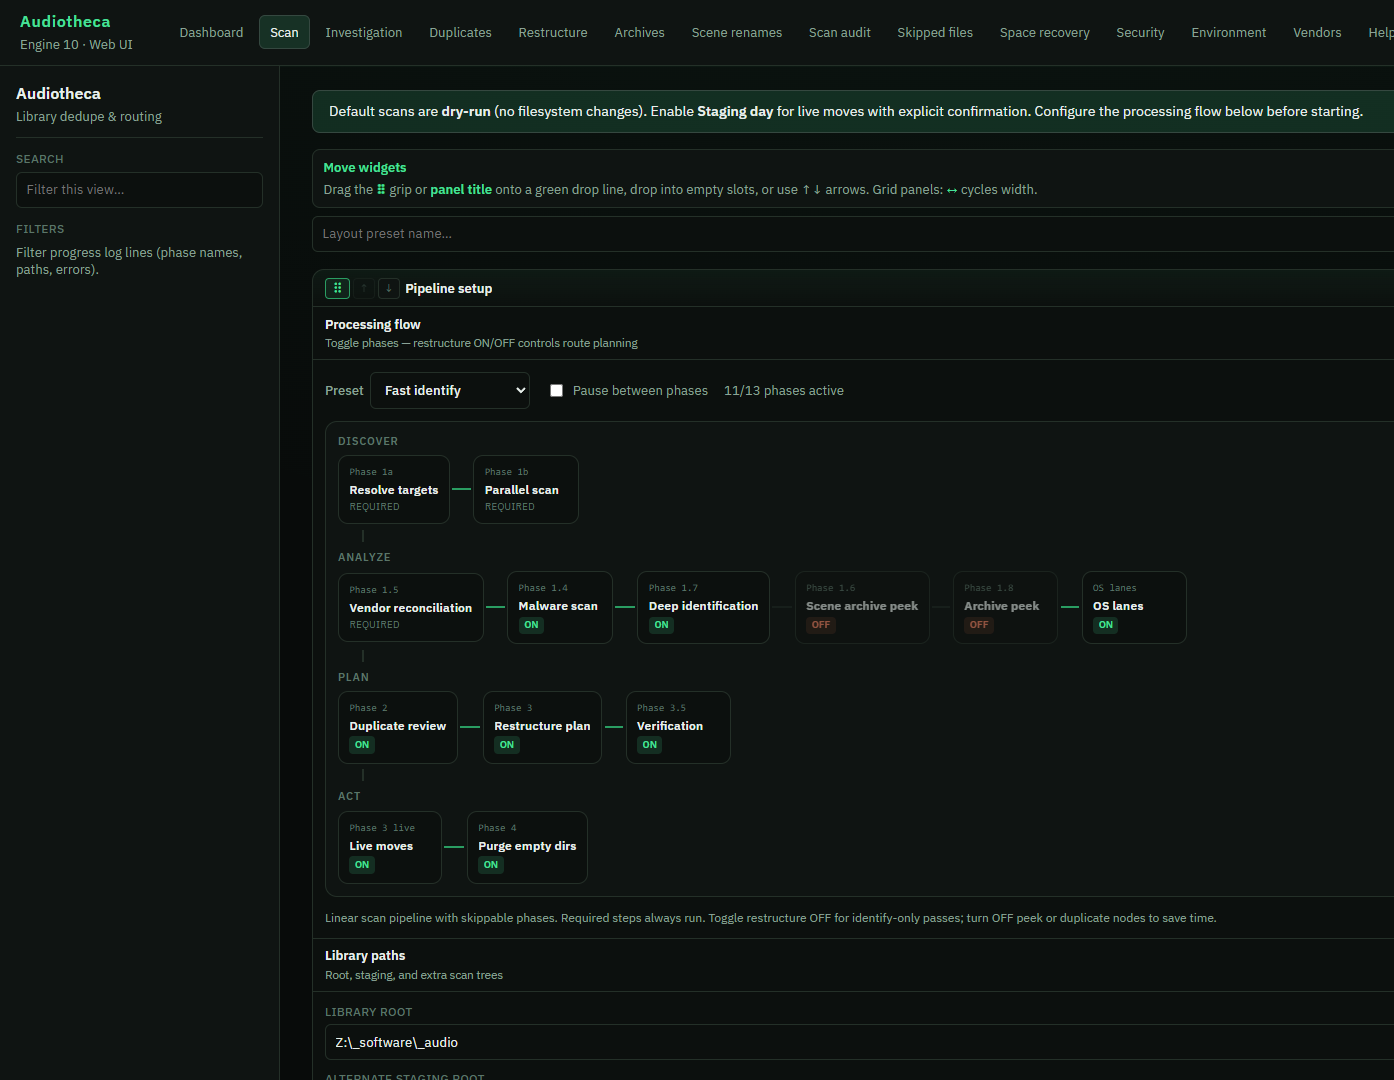 Audiotheca
Engine 10 · Web UI
Dashboard
Scan
Investigation
Duplicates
Restructure
Archives
Scene renames
Scan audit
Skipped files
Space recovery
Security
Environment
Vendors
Help
Audiotheca
Library dedupe & routing
SEARCH
Filter this view...
FILTERS
Filter progress log lines (phase names,
paths, errors).
Default scans are dry-run (no filesystem changes). Enable Staging day for live moves with explicit confirmation. Configure the processing flow below before starting.
Move widgets
Drag the ⠿ grip or panel title onto a green drop line, drop into empty slots, or use ↑ ↓ arrows. Grid panels: ↔ cycles width.
Layout preset name...
⠿ ↑ ↓ Pipeline setup
Processing flow
Toggle phases — restructure ON/OFF controls route planning
Preset Fast identify Pause between phases 11/13 phases active
DISCOVER
Phase 1a
Resolve targets
REQUIRED
Phase 1b
Parallel scan
REQUIRED
ANALYZE
Phase 1.5
Vendor reconciliation
REQUIRED
Phase 1.4
Malware scan
ON
Phase 1.7
Deep identification
ON
Phase 1.6
Scene archive peek
OFF
Phase 1.8
Archive peek
OFF
OS lanes
OS lanes
ON
PLAN
Phase 2
Duplicate review
ON
Phase 3
Restructure plan
ON
Phase 3.5
Verification
ON
ACT
Phase 3 live
Live moves
ON
Phase 4
Purge empty dirs
ON
Linear scan pipeline with skippable phases. Required steps always run. Toggle restructure OFF for identify-only passes; turn OFF peek or duplicate nodes to save time.
Library paths
Root, staging, and extra scan trees
LIBRARY ROOT
Z:\_software\_audio
ALTERNATE STAGING ROOT